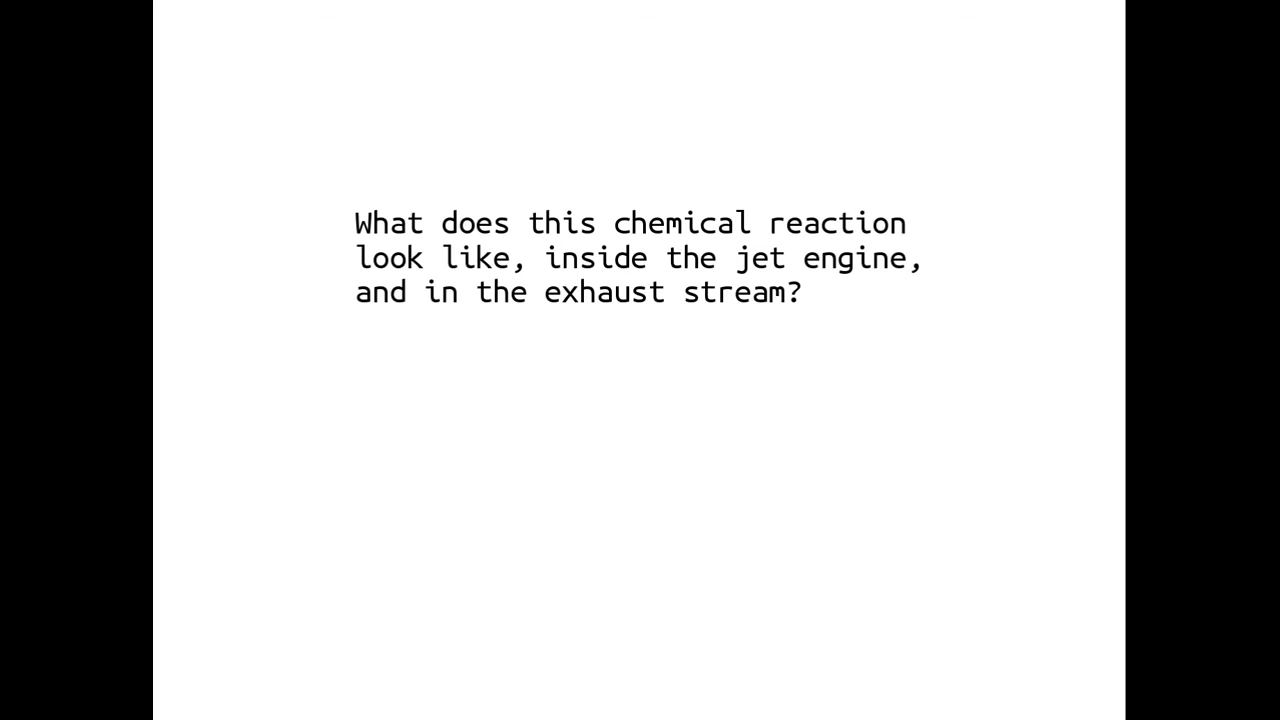 What does this chemical reaction
look like, inside the jet engine,
and in the exhaust stream?